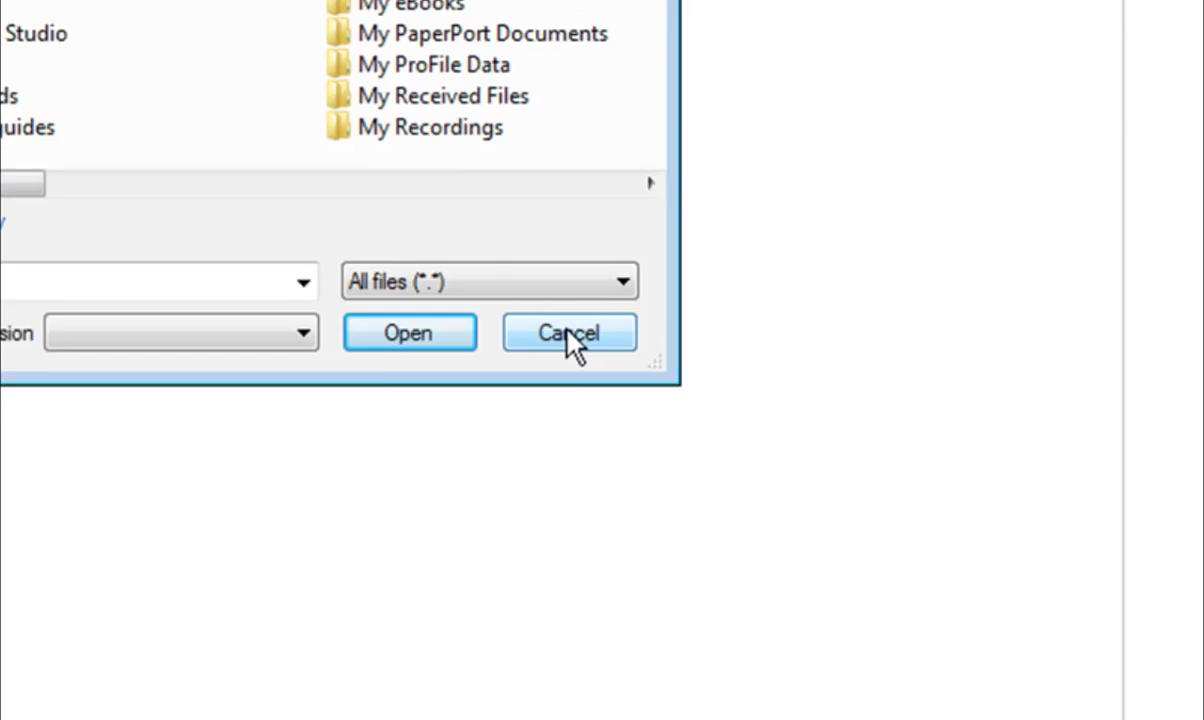 My eBooks
Studio
My PaperPort Documents
My ProFile Data
ds
My Received Files
guides
My Recordings
y
All files (*.*)
sion
Open
Cancel